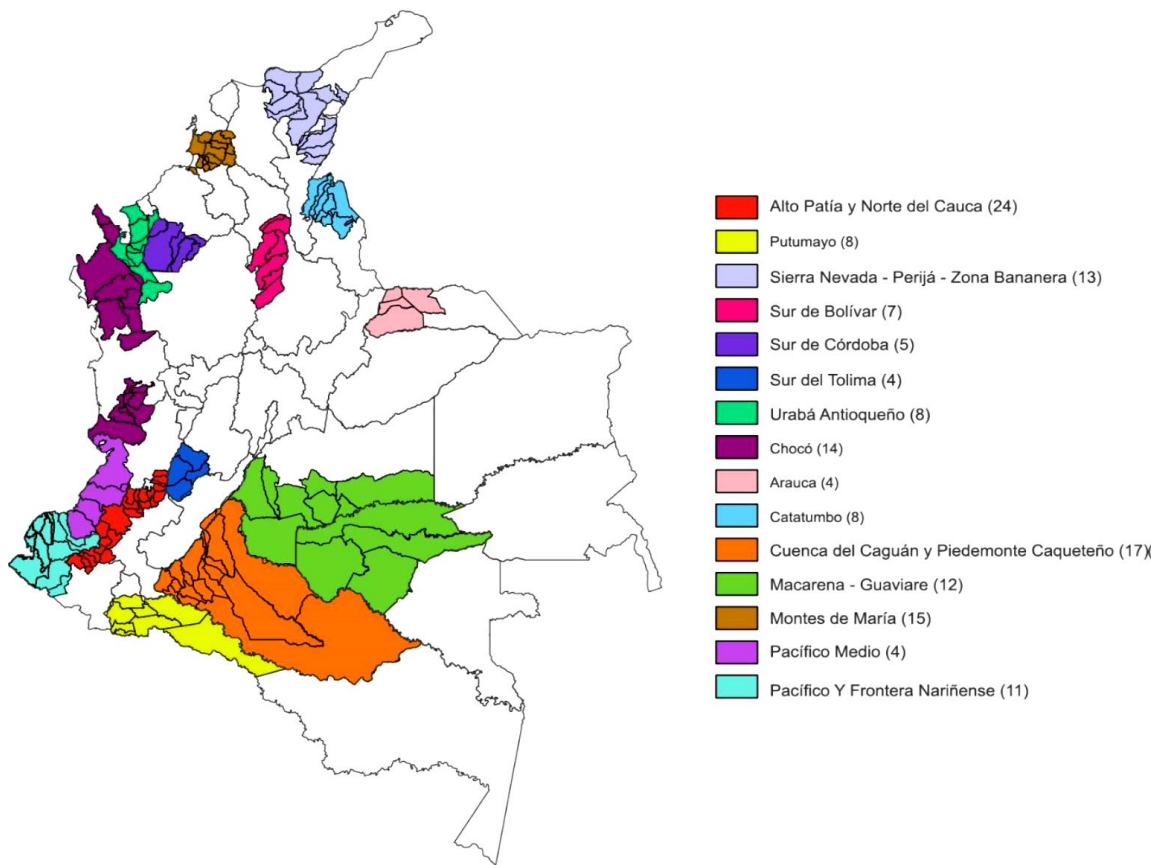 Alto Patía y Norte del Cauca (24)
Putumayo (8)
Sierra Nevada - Perijá - Zona Bananera (13)
Sur de Bolívar (7)
Sur de Córdoba (5)
Sur del Tolima (4)
Urabá Antioqueño (8)
Chocó (14)
Arauca (4)
Catatumbo (8)
Cuenca del Caguán y Piedemonte Caqueteño (17)(
Macarena - Guaviare (12)
Montes de María (15)
Pacífico Medio (4)
Pacífico Y Frontera Nariñense (11)